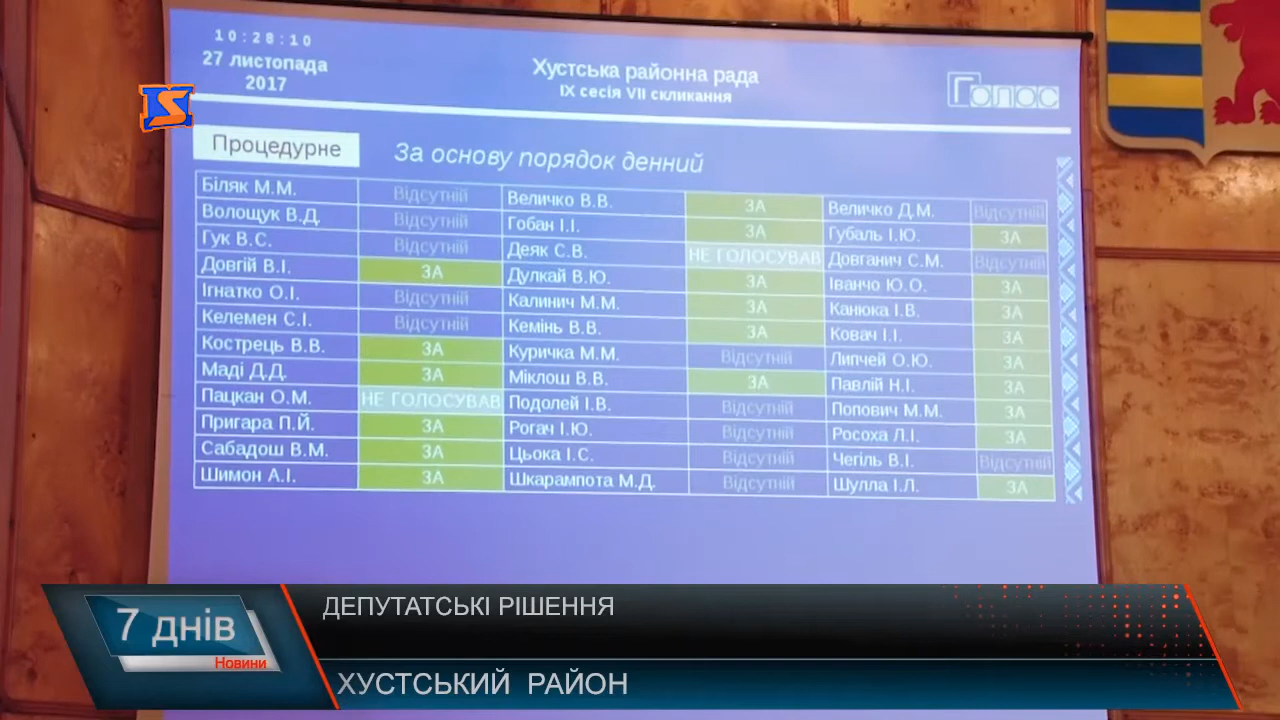 10:28:10
27 листопада
2017
Хустська районна рада
IX сесія VII скликання
Голос
Процедурне
За основу порядок денний
Біляк М.М. Відсутній Величко В.В. ЗА Величко Д.М. Відсутній
Волощук В.Д. Відсутній Гобан І.І. ЗА Губаль І.Ю. ЗА
Гук В.С. Відсутній Деяк С.В. НЕ ГОЛОСУВАВ Довганич С.М. Відсутній
Довгій В.І. ЗА Дулкай В.Ю. ЗА Іванчо Ю.О. ЗА
Ігнатко О.І. Відсутній Калинич М.М. ЗА Канюка І.В. ЗА
Келемен С.І. Відсутній Кемінь В.В. ЗА Ковач І.І. ЗА
Кострець В.В. ЗА Куричка М.М. Відсутній Липчей О.Ю. ЗА
Маді Д.Д. ЗА Міклош В.В. ЗА Павлій Н.І. ЗА
Пацкан О.М. НЕ ГОЛОСУВАВ Подолей І.В. Відсутній Попович М.М. ЗА
Пригара П.Й. ЗА Рогач І.Ю. Відсутній Росоха Л.І. ЗА
Сабадош В.М. ЗА Цьока І.С. Відсутній Чегіль В.І. Відсутній
Шимон А.І. ЗА Шкарампота М.Д. Відсутній Шулла І.Л. ЗА
7 днів
Новини
ДЕПУТАТСЬКІ РІШЕННЯ
ХУСТСЬКИЙ РАЙОН